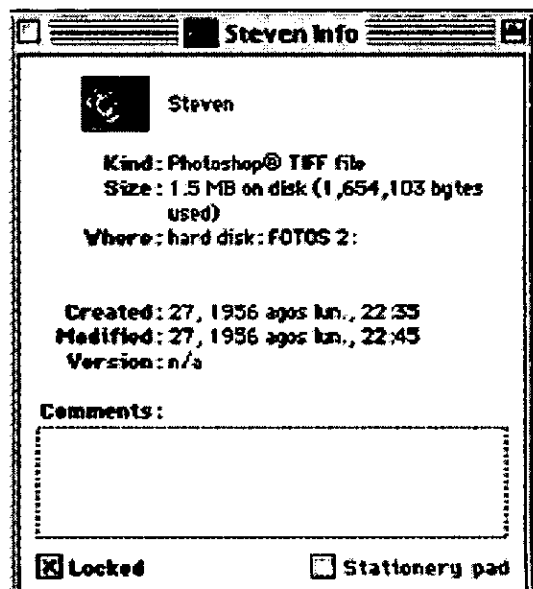 Steven Info
Steven
Kind: Photoshop® TIFF file
Size: 1.5 MB on disk (1,654,103 bytes
used)
Where: hard disk: FOTOS 2:
Created: 27, 1956 agos lun., 22:35
Modified: 27, 1956 agos lun., 22:45
Version: n/a
Comments:
Locked
Stationery pad